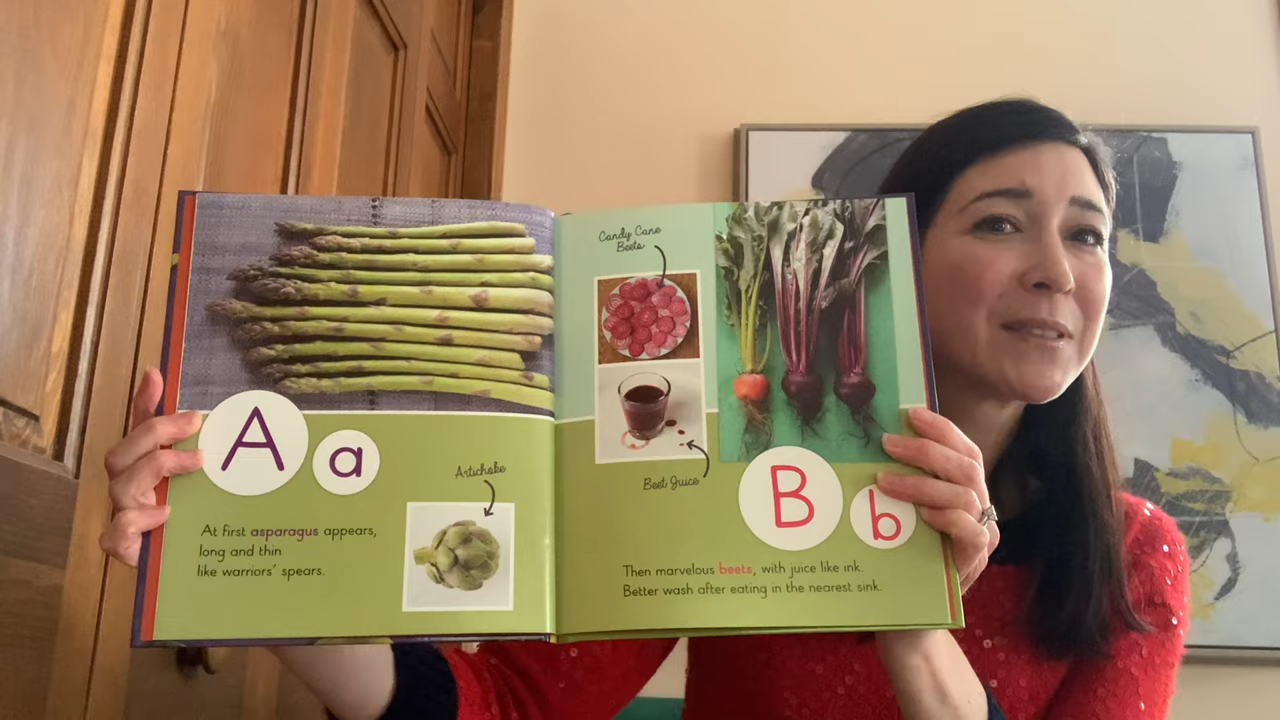 A a
Artichoke
At first asparagus appears,
long and thin
like warriors' spears.
Candy Cane
Beets
Beet Juice
B b
Then marvelous beets, with juice like ink.
Better wash after eating in the nearest sink.